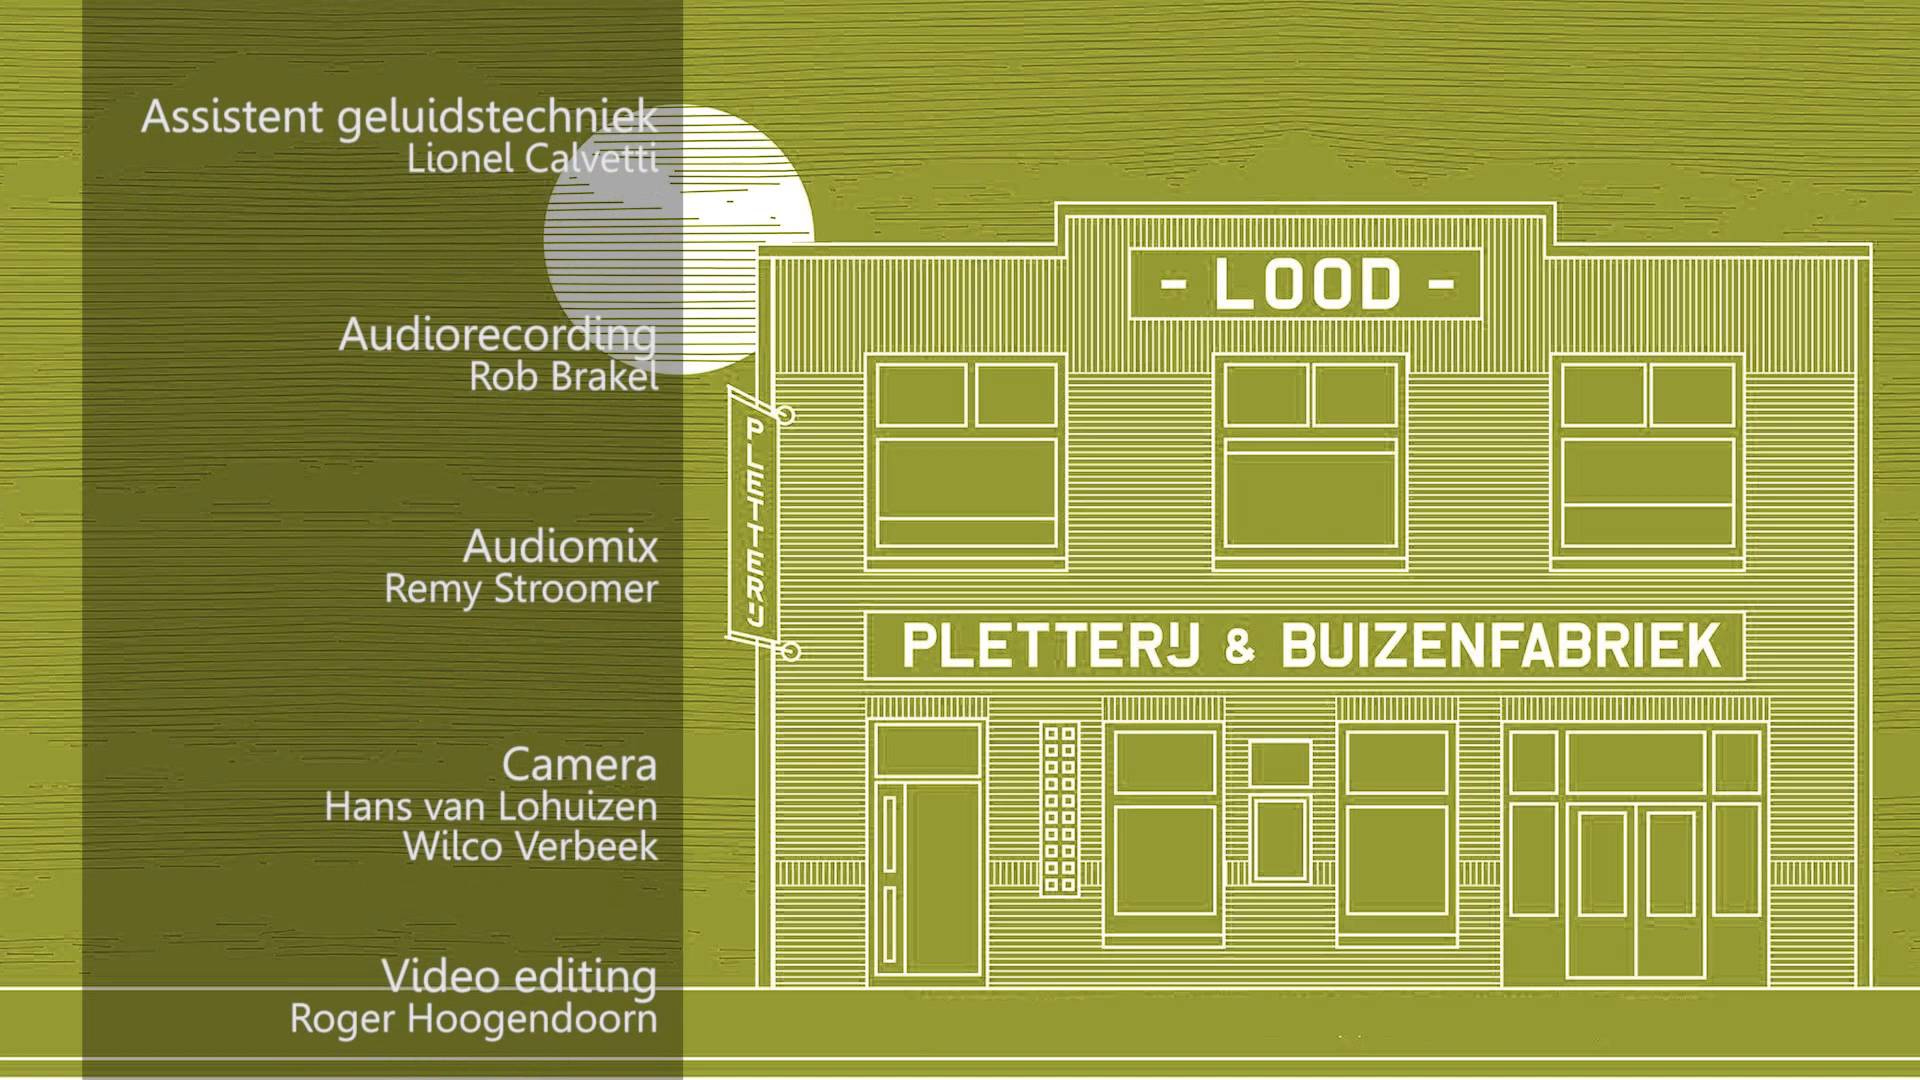 Assistent geluidstechniek
Lionel Calvetti
Audiorecording
Rob Brakel
Audiomix
Remy Stroomer
Camera
Hans van Lohuizen
Wilco Verbeek
Video editing
Roger Hoogendoorn
- LOOD -
PLETTERIJ
PLETTERIJ & BUIZENFABRIEK